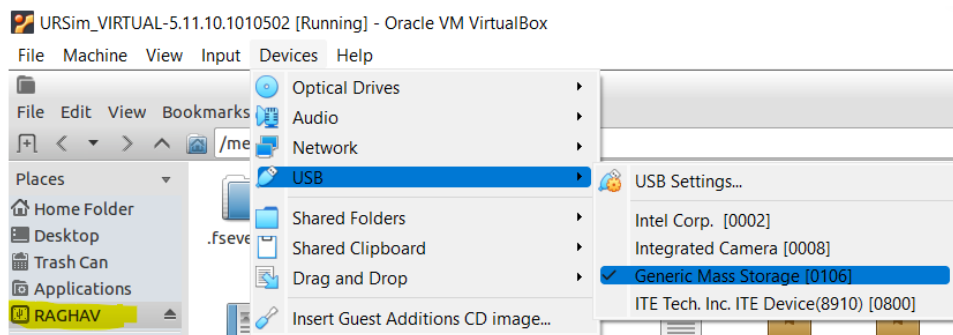 URSim_VIRTUAL-5.11.10.1010502 [Running] - Oracle VM VirtualBox
File Machine View Input Devices Help
File Edit View Bookmarks
/me
Places
Home Folder
Desktop
Trash Can
Applications
RAGHAV
.fseve
Optical Drives
Audio
Network
USB
Shared Folders
Shared Clipboard
Drag and Drop
Insert Guest Additions CD image...
USB Settings...
Intel Corp. [0002]
Integrated Camera [0008]
Generic Mass Storage [0106]
ITE Tech. Inc. ITE Device(8910) [0800]